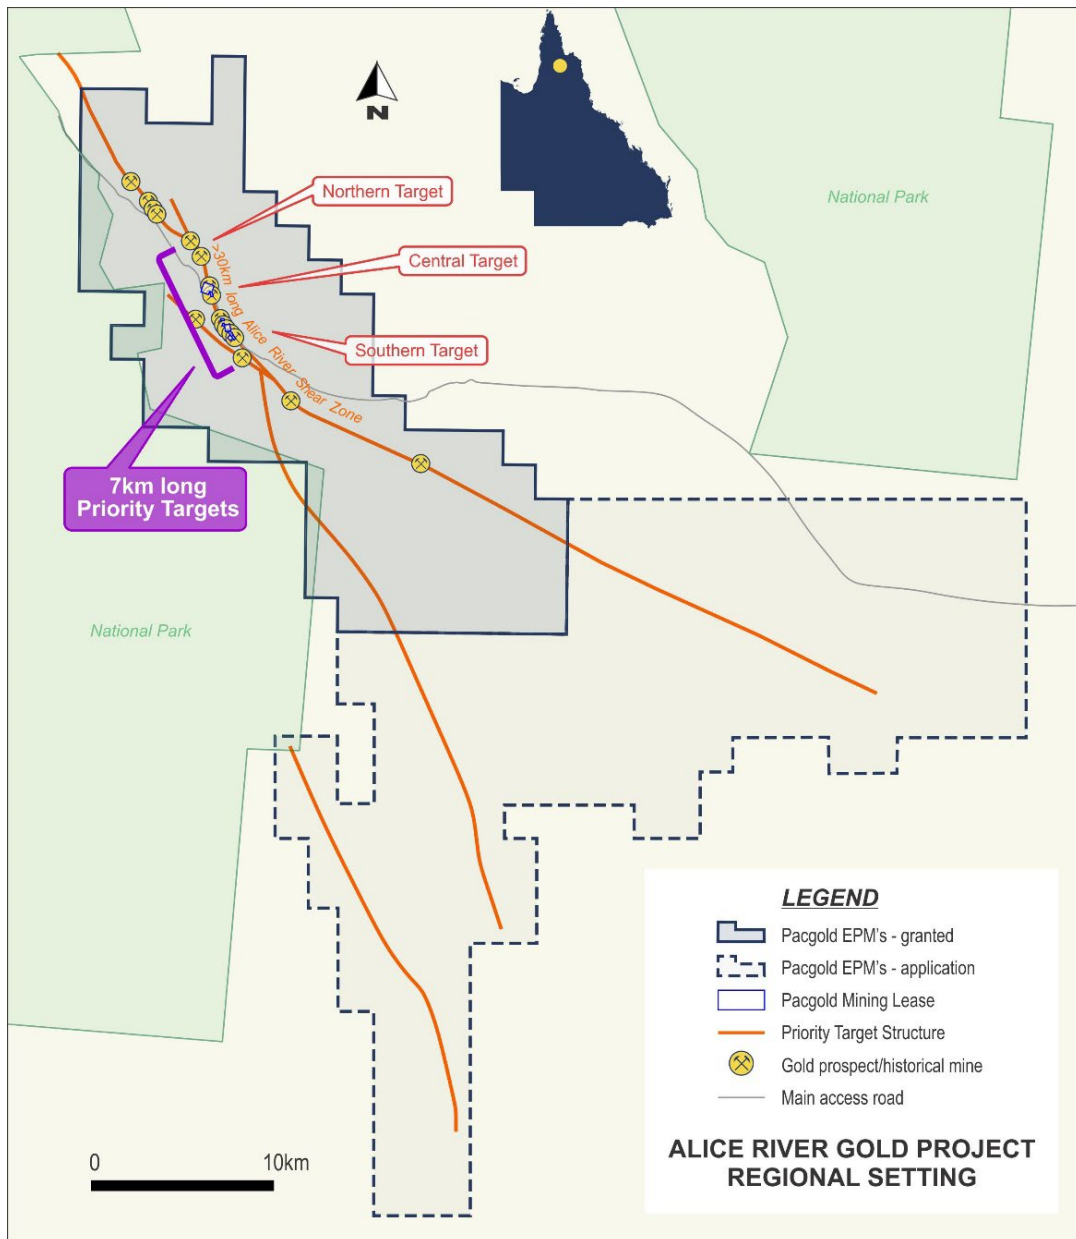 N
National Park
Northern Target
Central Target
Southern Target
>30km long Alice River Shear Zone
7km long
Priority Targets
National Park
LEGEND
Pacgold EPM's - granted
Pacgold EPM's - application
Pacgold Mining Lease
Priority Target Structure
Gold prospect/historical mine
Main access road
ALICE RIVER GOLD PROJECT
REGIONAL SETTING
0 10km